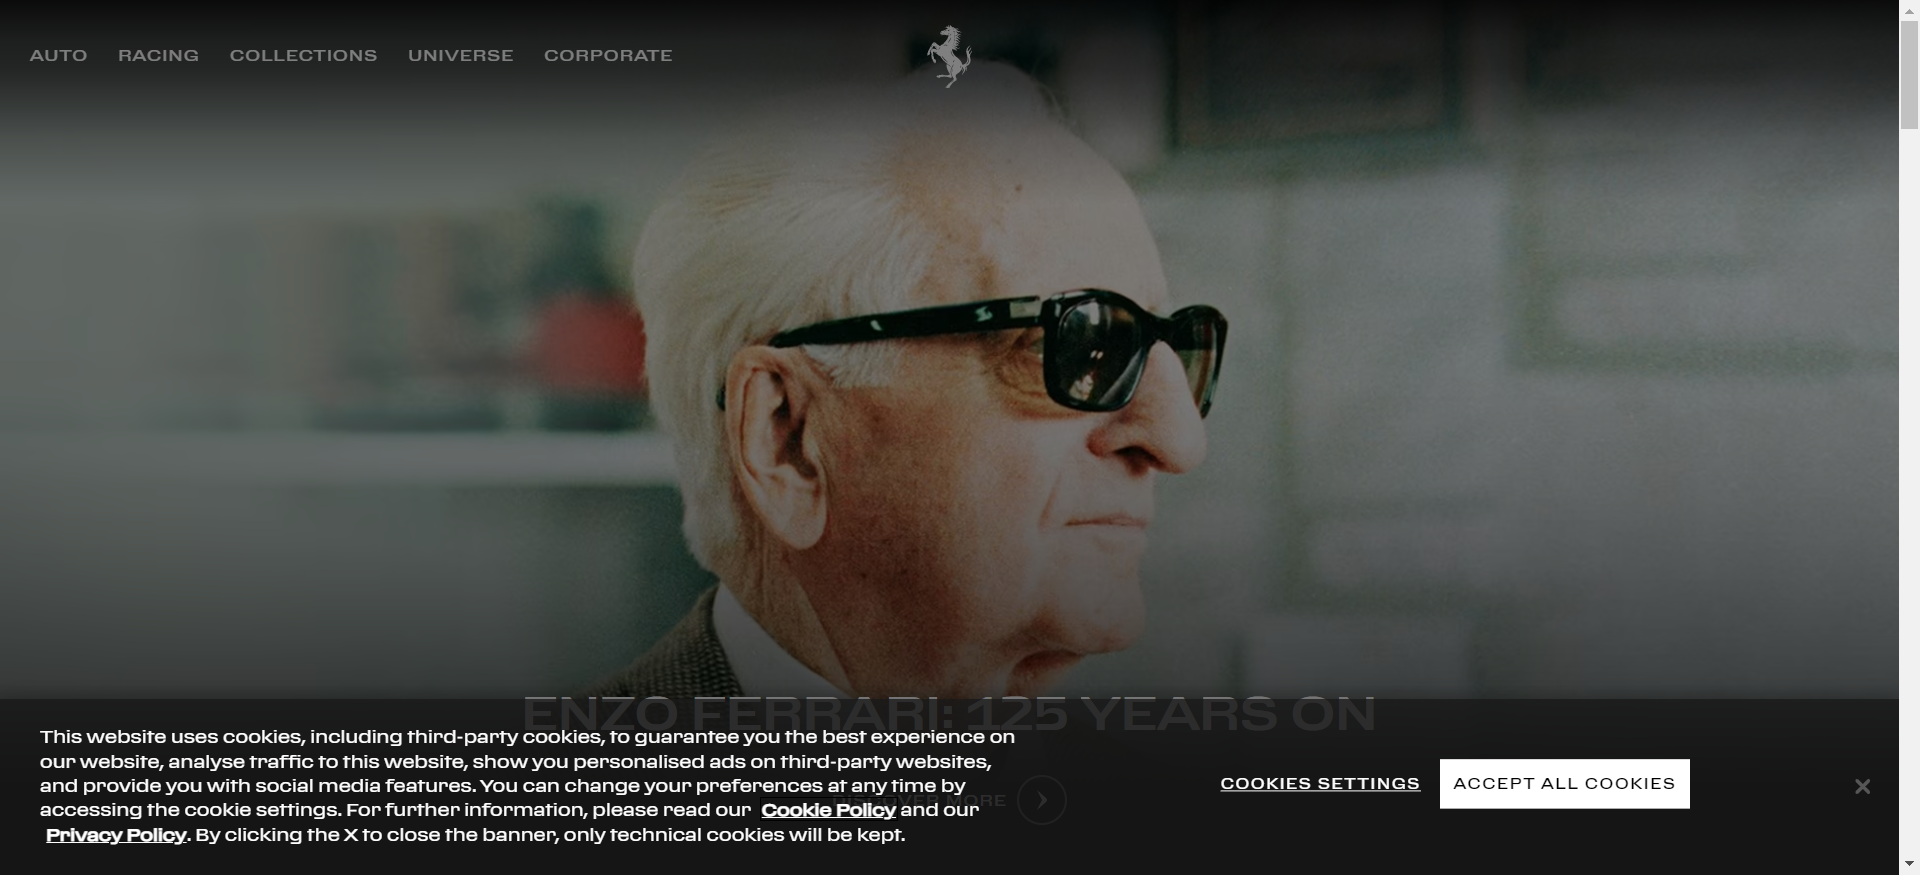 AUTO RACING COLLECTIONS UNIVERSE CORPORATE
ENZO FERRARI: 125 YEARS ON
This website uses cookies, including third-party cookies, to guarantee you the best experience on
our website, analyse traffic to this website, show you personalised ads on third-party websites,
and provide you with social media features. You can change your preferences at any time by
accessing the cookie settings. For further information, please read our Cookie Policy and our
Privacy Policy. By clicking the X to close the banner, only technical cookies will be kept.
DISCOVER MORE
COOKIES SETTINGS
ACCEPT ALL COOKIES